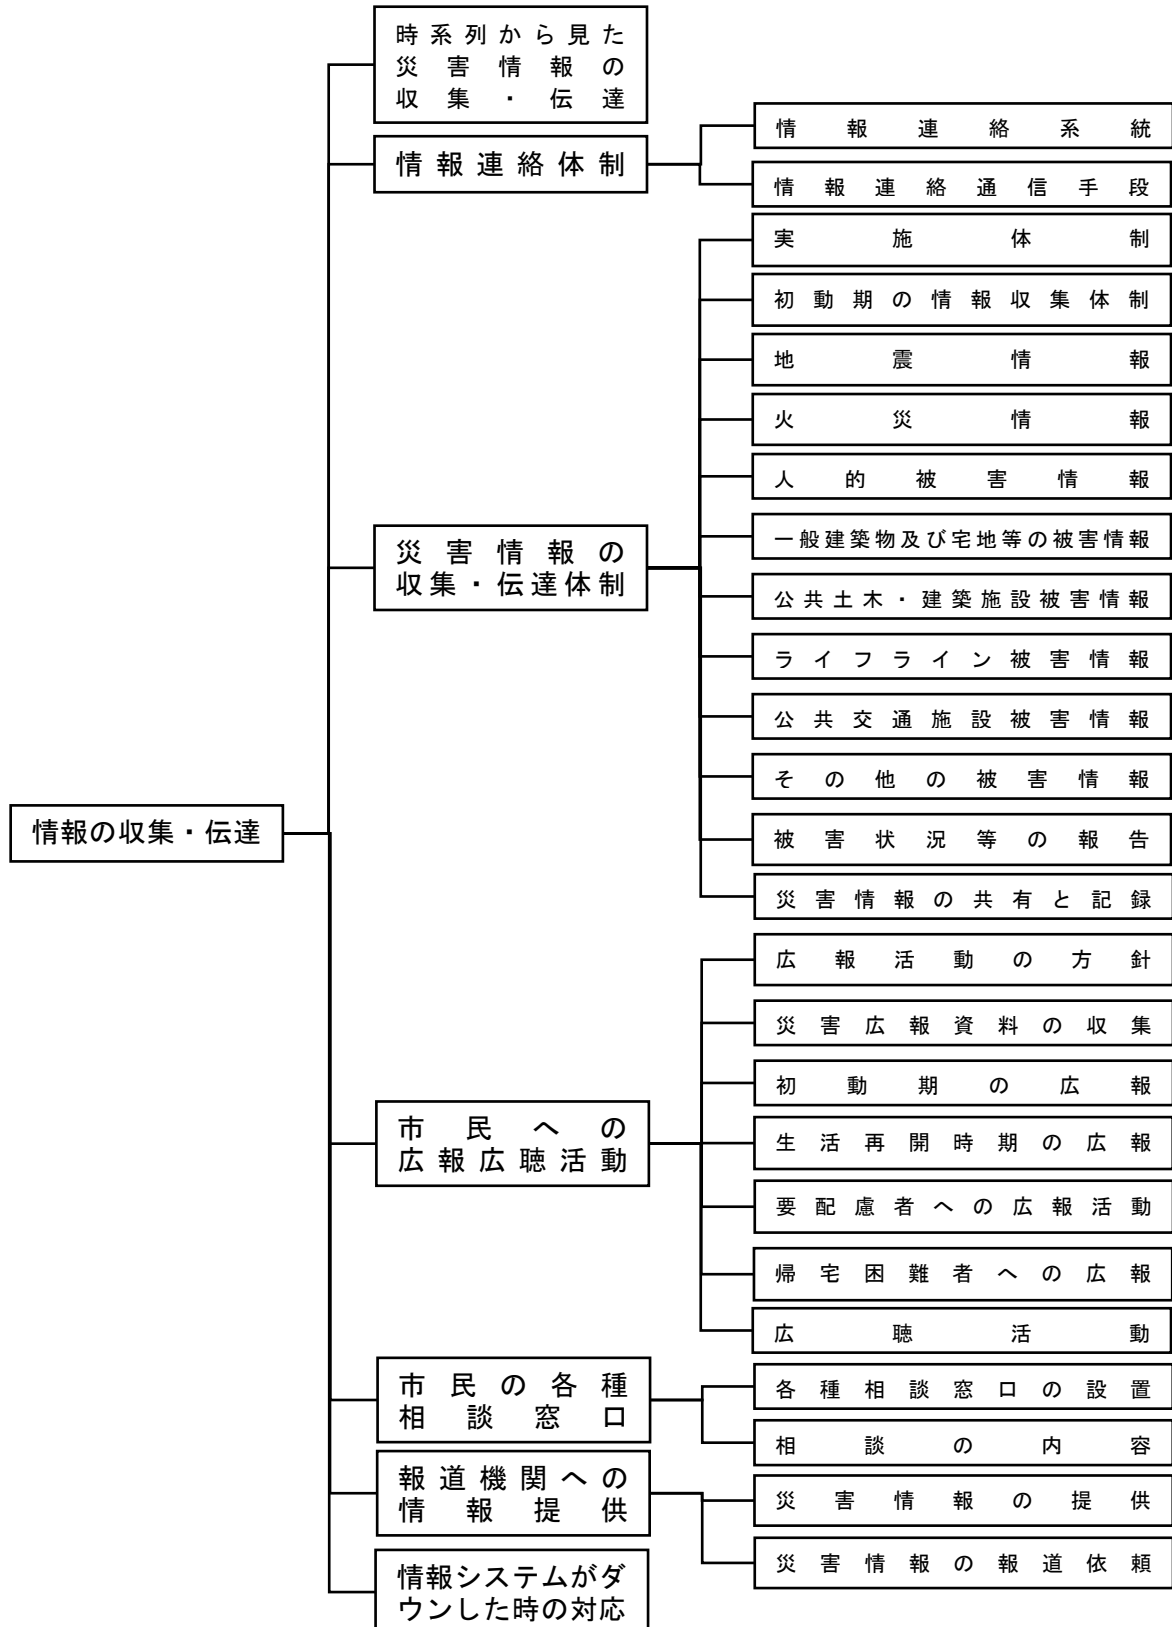 時系列から見た
災害情報の
収集・伝達
情報連絡体制
情報連絡系統
情報連絡通信手段
災害情報の
収集・伝達体制
実施体制
初動期の情報収集体制
地震情報
火災情報
人的被害情報
一般建築物及び宅地等の被害情報
公共土木・建築施設被害情報
ライフライン被害情報
公共交通施設被害情報
その他の被害情報
被害状況等の報告
災害情報の共有と記録
情報の収集・伝達
市民への
広報広聴活動
広報活動の方針
災害広報資料の収集
初動期の広報
生活再開時期の広報
要配慮者への広報活動
帰宅困難者への広報
広聴活動
市民の各種
相談窓口
各種相談窓口の設置
相談の内容
報道機関への
情報提供
災害情報の提供
災害情報の報道依頼
情報システムがダ
ウンした時の対応